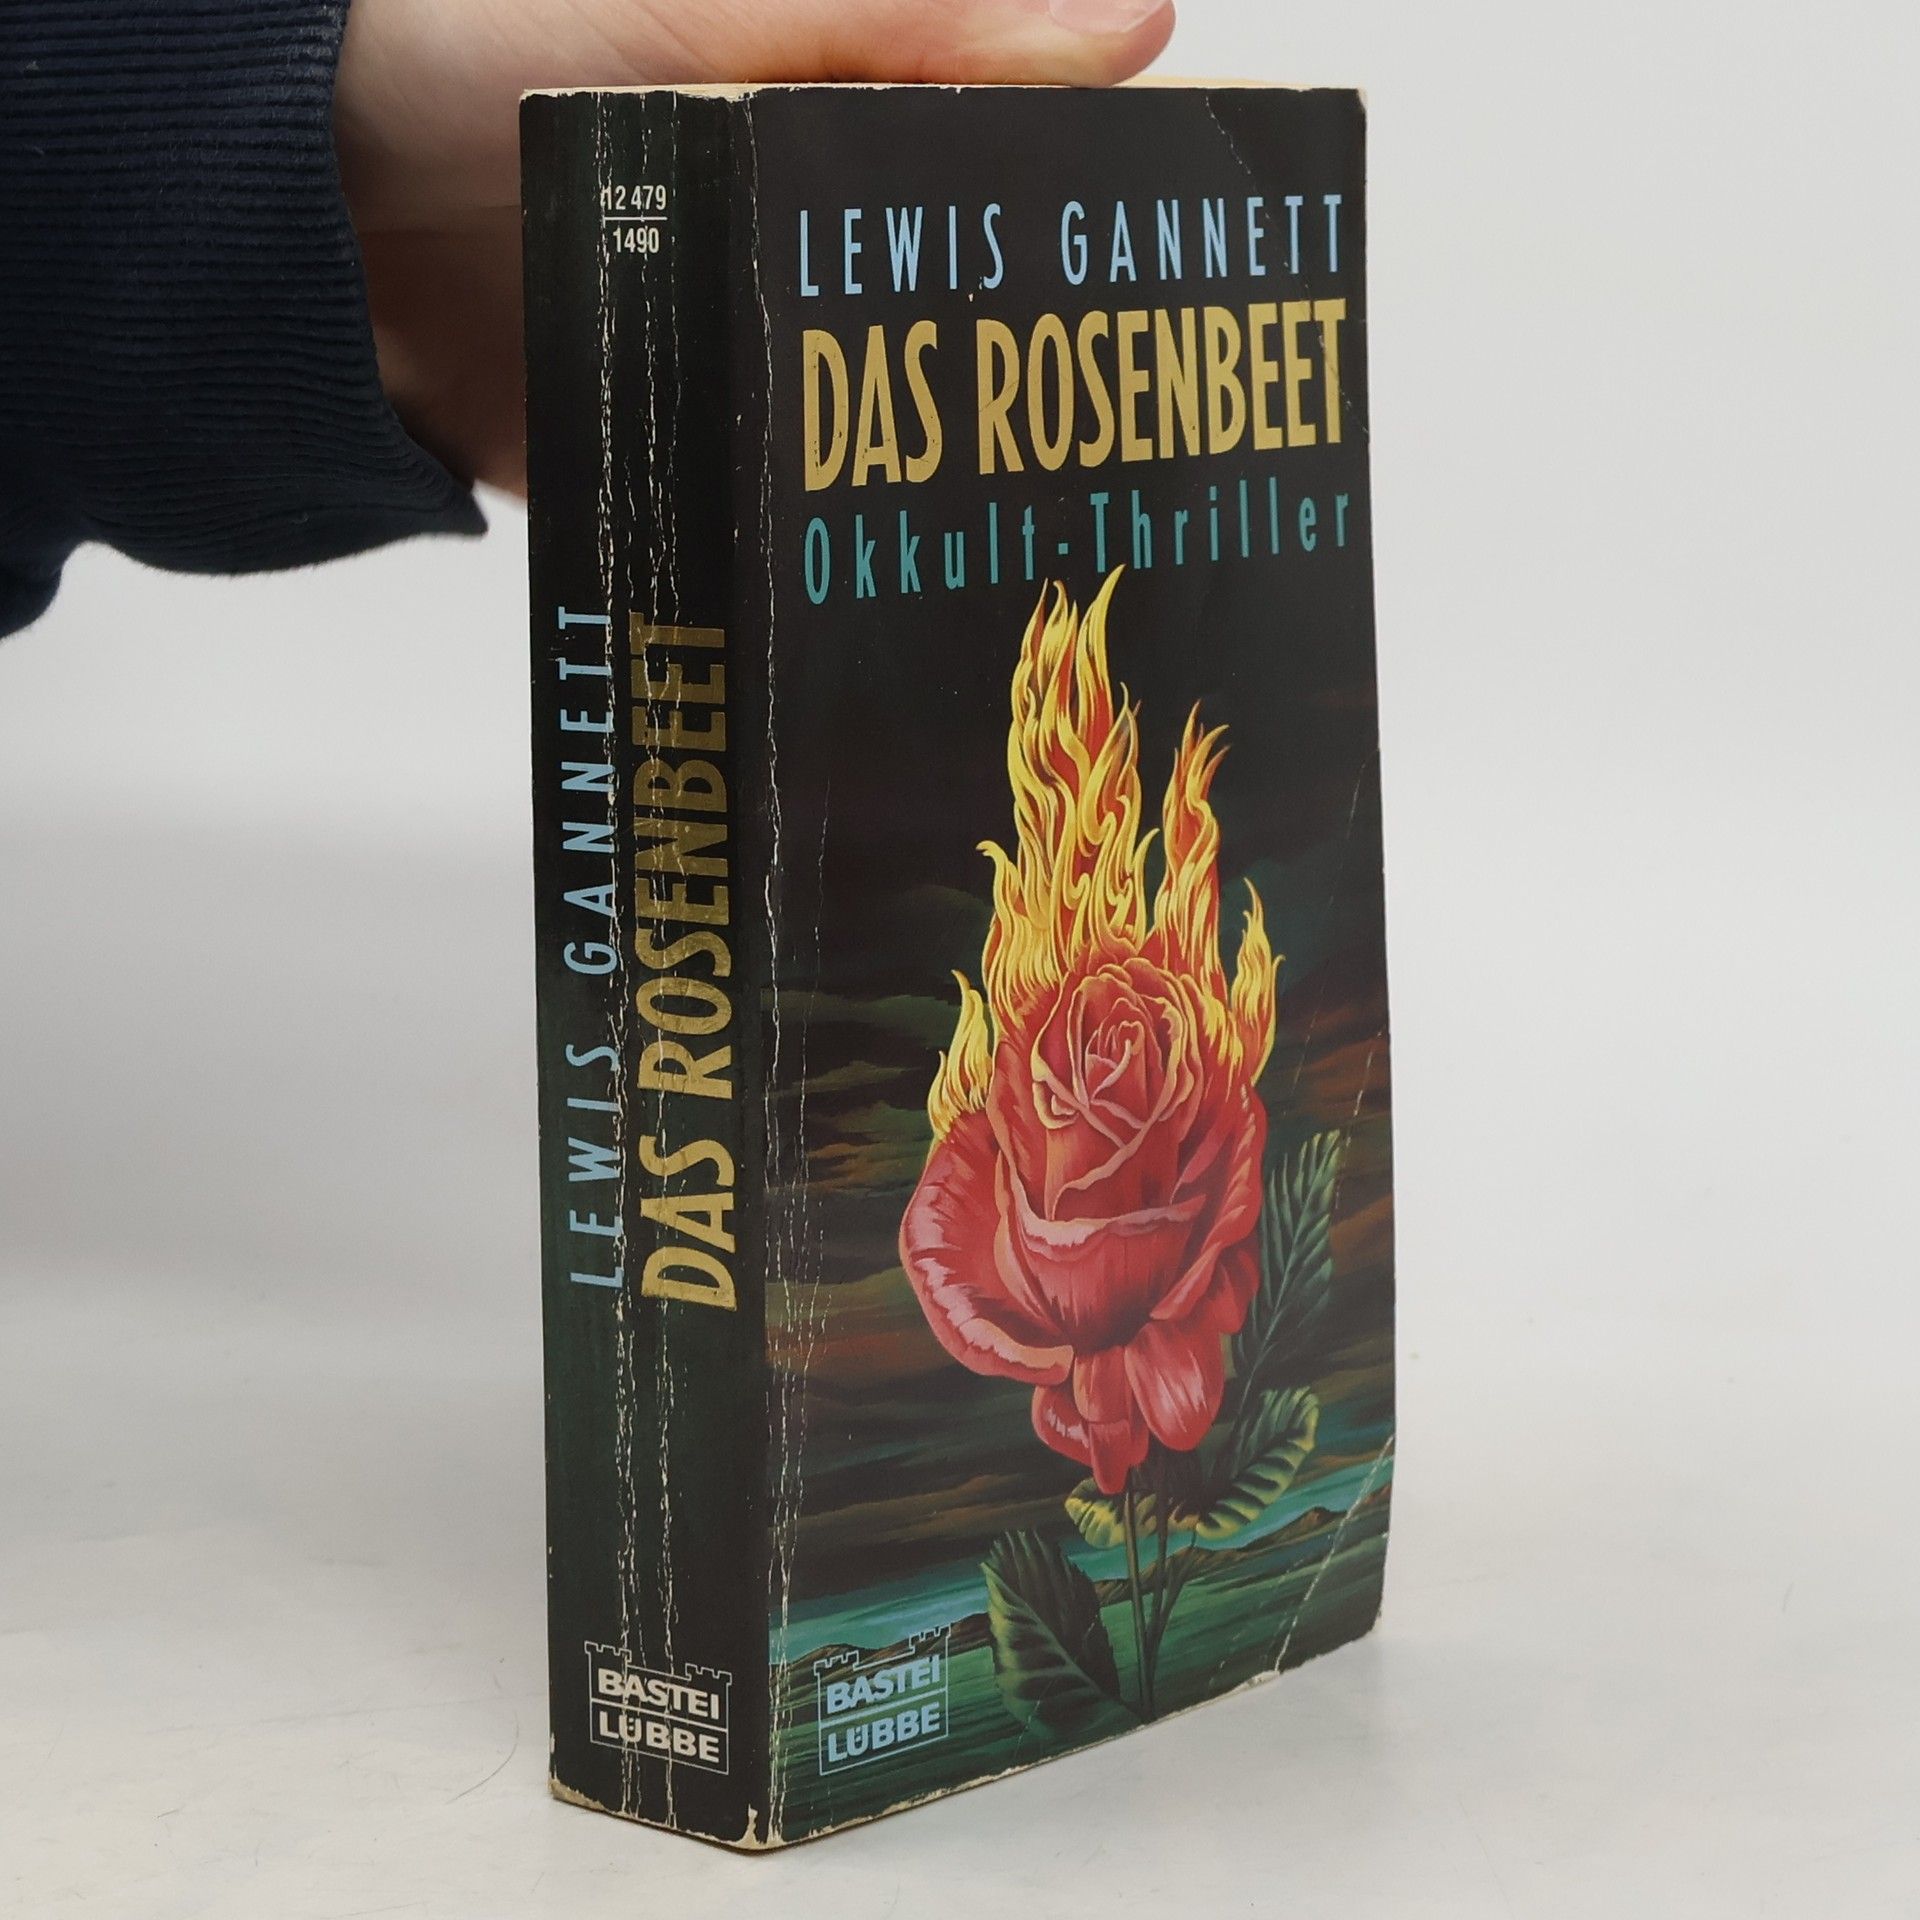 12 479
1490
LEWIS GANNETT
DAS ROSENBEET
BASTEI
LÜBBE
LEWIS GANNETT
DAS ROSENBEET
Okkult-Thriller
BASTEI
LÜBBE